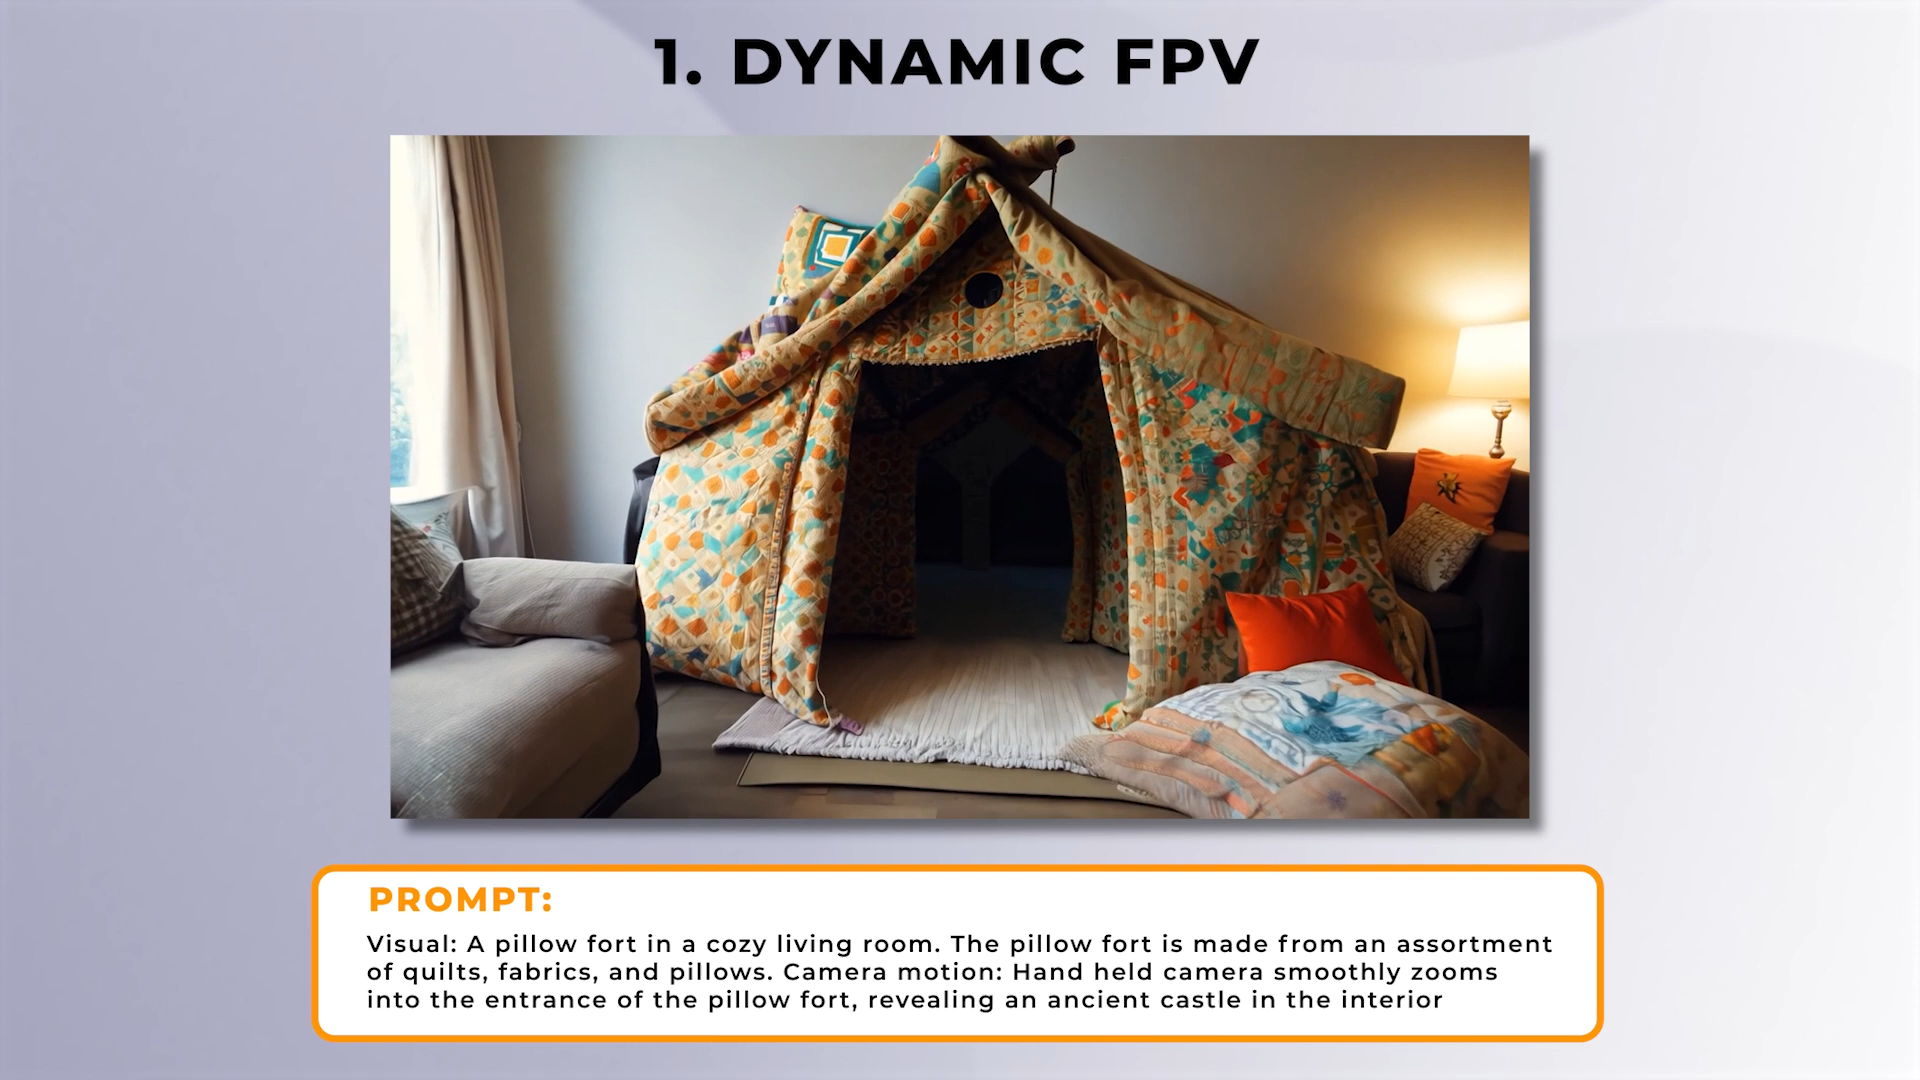 1. DYNAMIC FPV
PROMPT:
Visual: A pillow fort in a cozy living room. The pillow fort is made from an assortment
of quilts, fabrics, and pillows. Camera motion: Hand held camera smoothly zooms
into the entrance of the pillow fort, revealing an ancient castle in the interior